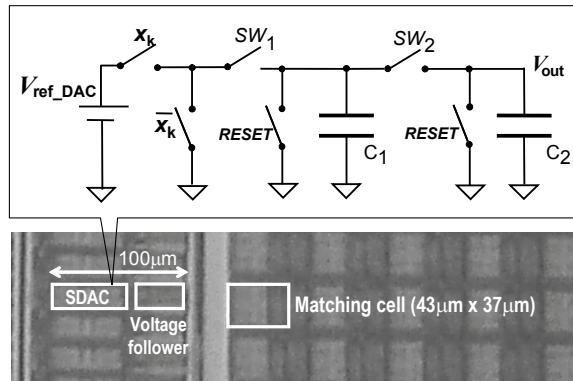 x_k SW_1 SW_2
V_ref_DAC V_out
x̅_k RESET C_1 RESET C_2
100μm
SDAC
Voltage
follower
Matching cell (43μm x 37μm)